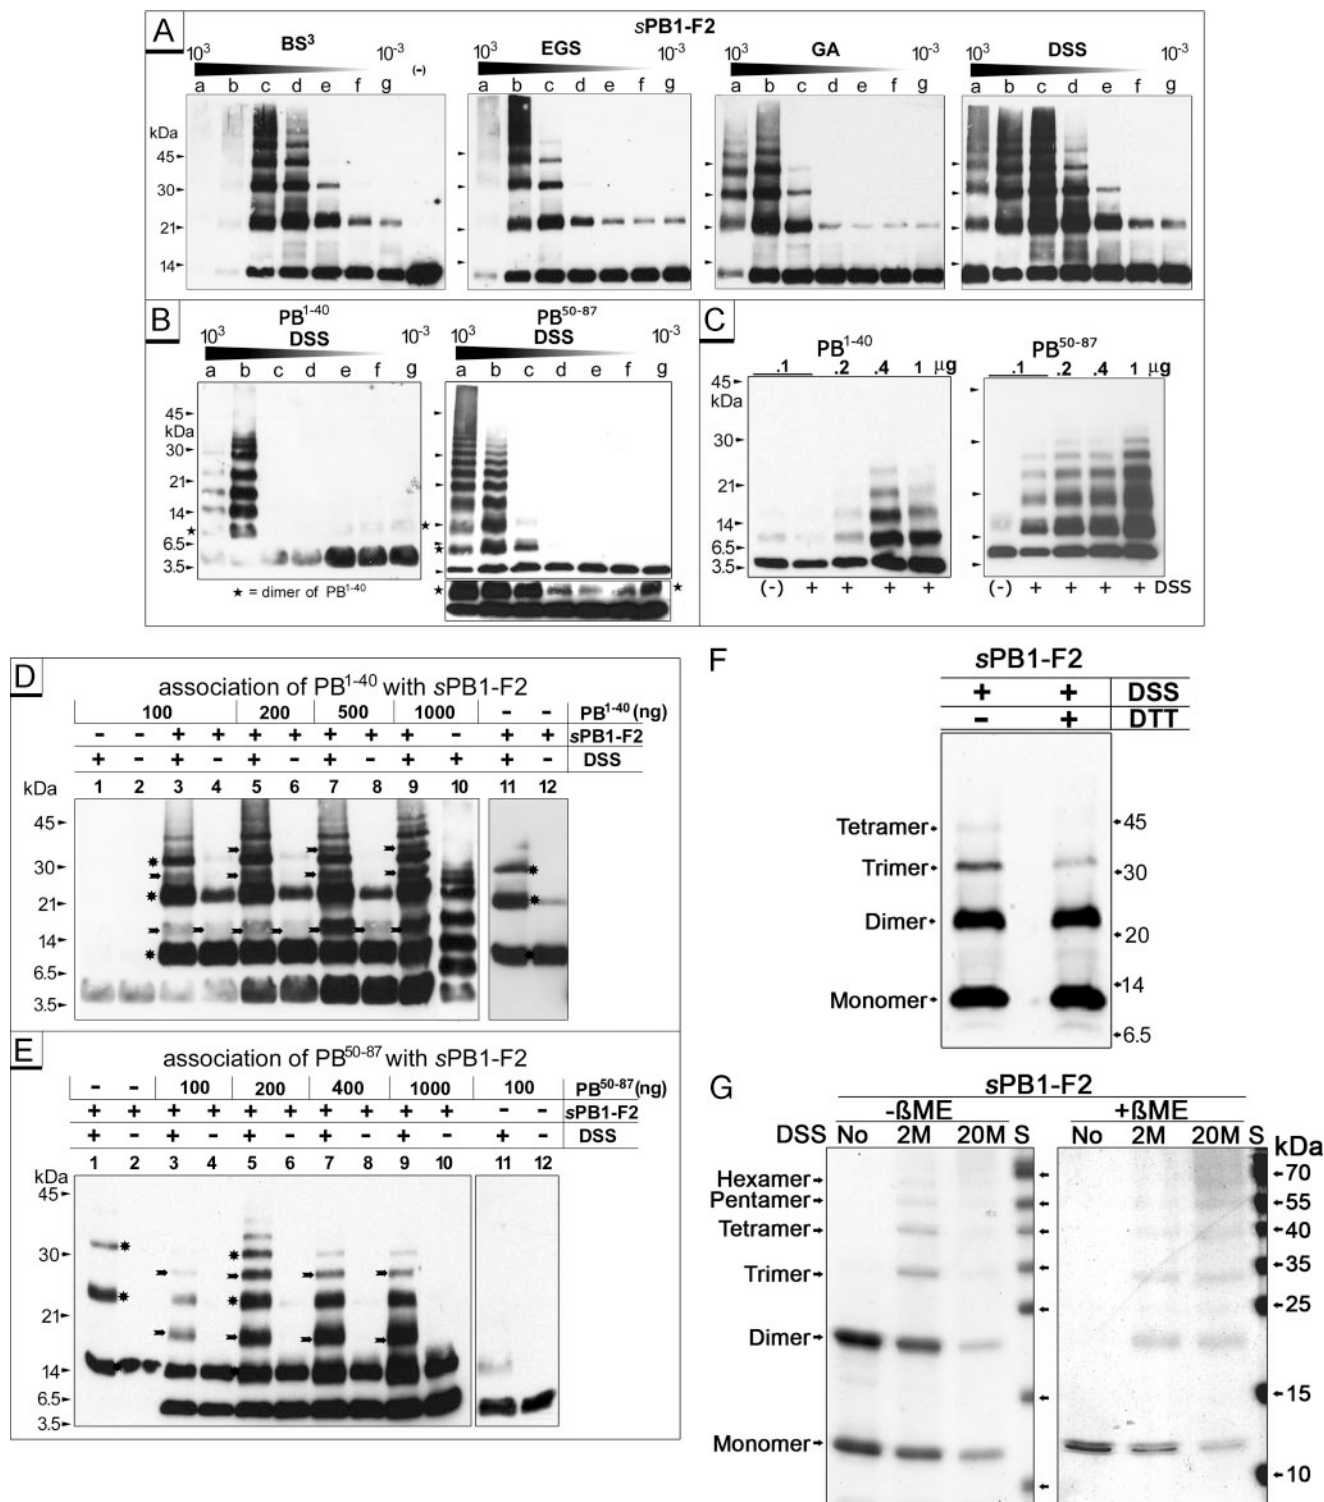 A
sPB1-F2
BS³ EGS GA DSS
10³ 10⁻³ (-) 10³ 10⁻³ 10³ 10⁻³ 10³ 10⁻³
a b c d e f g a b c d e f g a b c d e f g a b c d e f g
kDa
45
30
21
14
B
PB¹⁻⁴⁰ PB⁵⁰⁻⁸⁷
10³ DSS 10⁻³ 10³ DSS 10⁻³
a b c d e f g a b c d e f g
45
kDa
30
21
14
6.5
3.5
★ = dimer of PB¹⁻⁴⁰
C
PB¹⁻⁴⁰ PB⁵⁰⁻⁸⁷
.1 .2 .4 1 µg .1 .2 .4 1 µg
45
kDa
30
21
14
6.5
3.5
(-) + + + + (-) + + + + DSS
D
association of PB¹⁻⁴⁰ with sPB1-F2
100 200 500 1000 - - PB¹⁻⁴⁰(ng)
- - + + + + + + + - + + sPB1-F2
+ - + - + - + - + + + - DSS
kDa 1 2 3 4 5 6 7 8 9 10 11 12
45
30
21
14
6.5
3.5
E
association of PB⁵⁰⁻⁸⁷ with sPB1-F2
- - 100 200 400 1000 100 PB⁵⁰⁻⁸⁷(ng)
+ + + + + + + + + + - - sPB1-F2
+ - + - + - + - + - + - DSS
1 2 3 4 5 6 7 8 9 10 11 12
kDa
45
30
21
14
6.5
3.5
F
sPB1-F2
+ + DSS
- + DTT
Tetramer 45
Trimer 30
Dimer 20
14
Monomer
6.5
G
sPB1-F2
-ßME +ßME
DSS No 2M 20M S No 2M 20M S kDa
Hexamer 70
Pentamer 55
Tetramer 40
Trimer 35
25
Dimer
15
Monomer
10